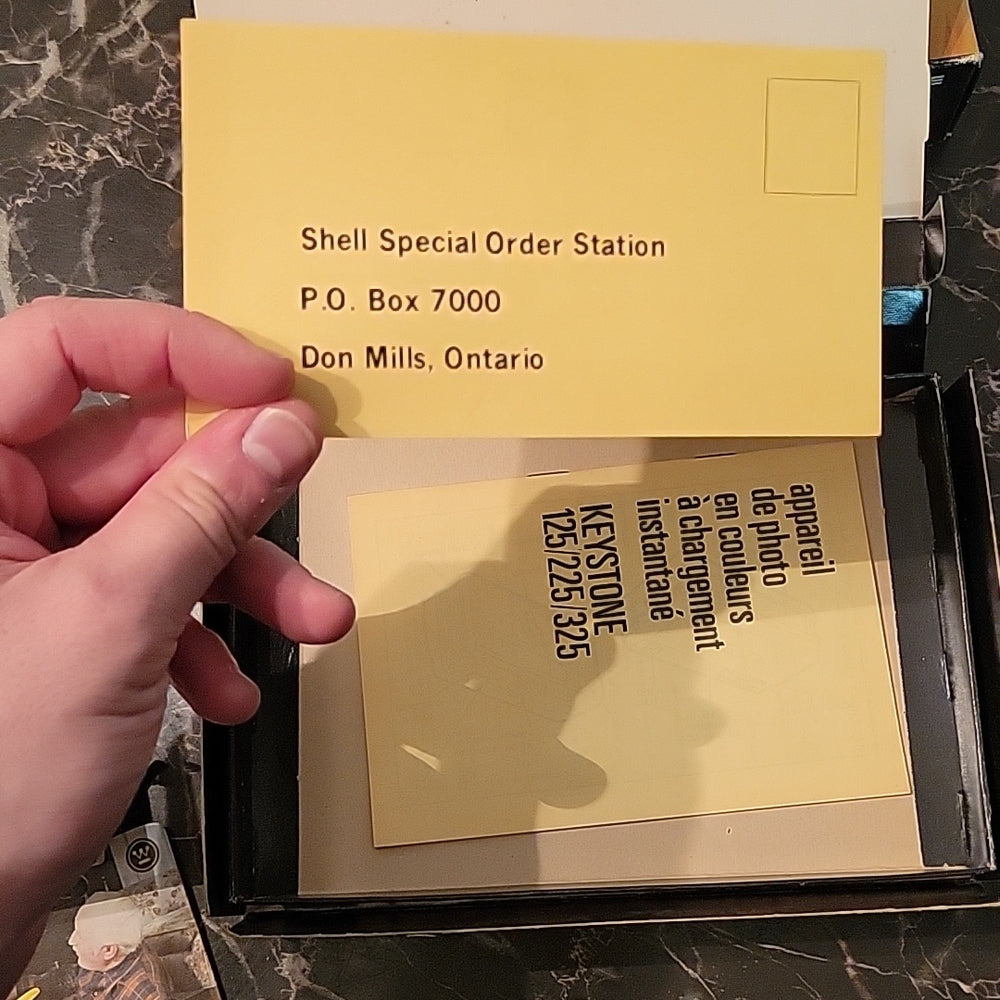 Shell Special Order Station
P.O. Box 7000
Don Mills, Ontario
appareil
de photo
en couleurs
à chargement
instantané
KEYSTONE
125/225/325